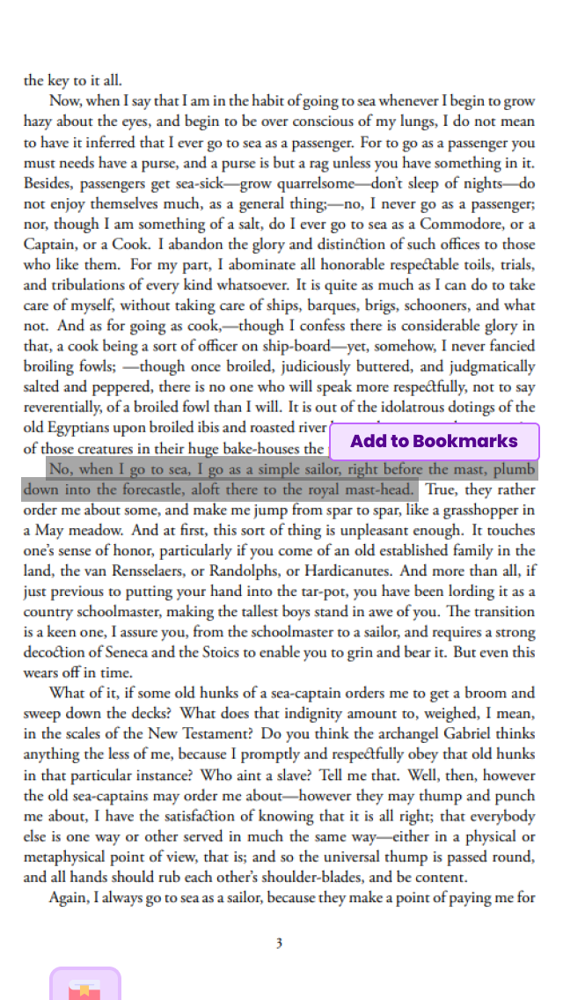 the key to it all.
Now, when I say that I am in the habit of going to sea whenever I begin to grow
hazy about the eyes, and begin to be over conscious of my lungs, I do not mean
to have it inferred that I ever go to sea as a passenger. For to go as a passenger you
must needs have a purse, and a purse is but a rag unless you have something in it.
Besides, passengers get sea-sick—grow quarrelsome—don't sleep of nights—do
not enjoy themselves much, as a general thing;—no, I never go as a passenger;
nor, though I am something of a salt, do I ever go to sea as a Commodore, or a
Captain, or a Cook. I abandon the glory and distinction of such offices to those
who like them. For my part, I abominate all honorable respectable toils, trials,
and tribulations of every kind whatsoever. It is quite as much as I can do to take
care of myself, without taking care of ships, barques, brigs, schooners, and what
not. And as for going as cook,—though I confess there is considerable glory in
that, a cook being a sort of officer on ship-board—yet, somehow, I never fancied
broiling fowls; —though once broiled, judiciously buttered, and judgmatically
salted and peppered, there is no one who will speak more respectfully, not to say
reverentially, of a broiled fowl than I will. It is out of the idolatrous dotings of the
old Egyptians upon broiled ibis and roasted river
Add to Bookmarks
of those creatures in their huge bake-houses the
No, when I go to sea, I go as a simple sailor, right before the mast, plumb
down into the forecastle, aloft there to the royal mast-head. True, they rather
order me about some, and make me jump from spar to spar, like a grasshopper in
a May meadow. And at first, this sort of thing is unpleasant enough. It touches
one's sense of honor, particularly if you come of an old established family in the
land, the van Rensselaers, or Randolphs, or Hardicanutes. And more than all, if
just previous to putting your hand into the tar-pot, you have been lording it as a
country schoolmaster, making the tallest boys stand in awe of you. The transition
is a keen one, I assure you, from the schoolmaster to a sailor, and requires a strong
decoction of Seneca and the Stoics to enable you to grin and bear it. But even this
wears off in time.
What of it, if some old hunks of a sea-captain orders me to get a broom and
sweep down the decks? What does that indignity amount to, weighed, I mean,
in the scales of the New Testament? Do you think the archangel Gabriel thinks
anything the less of me, because I promptly and respectfully obey that old hunks
in that particular instance? Who aint a slave? Tell me that. Well, then, however
the old sea-captains may order me about—however they may thump and punch
me about, I have the satisfaction of knowing that it is all right; that everybody
else is one way or other served in much the same way—either in a physical or
metaphysical point of view, that is; and so the universal thump is passed round,
and all hands should rub each other's shoulder-blades, and be content.
Again, I always go to sea as a sailor, because they make a point of paying me for
3